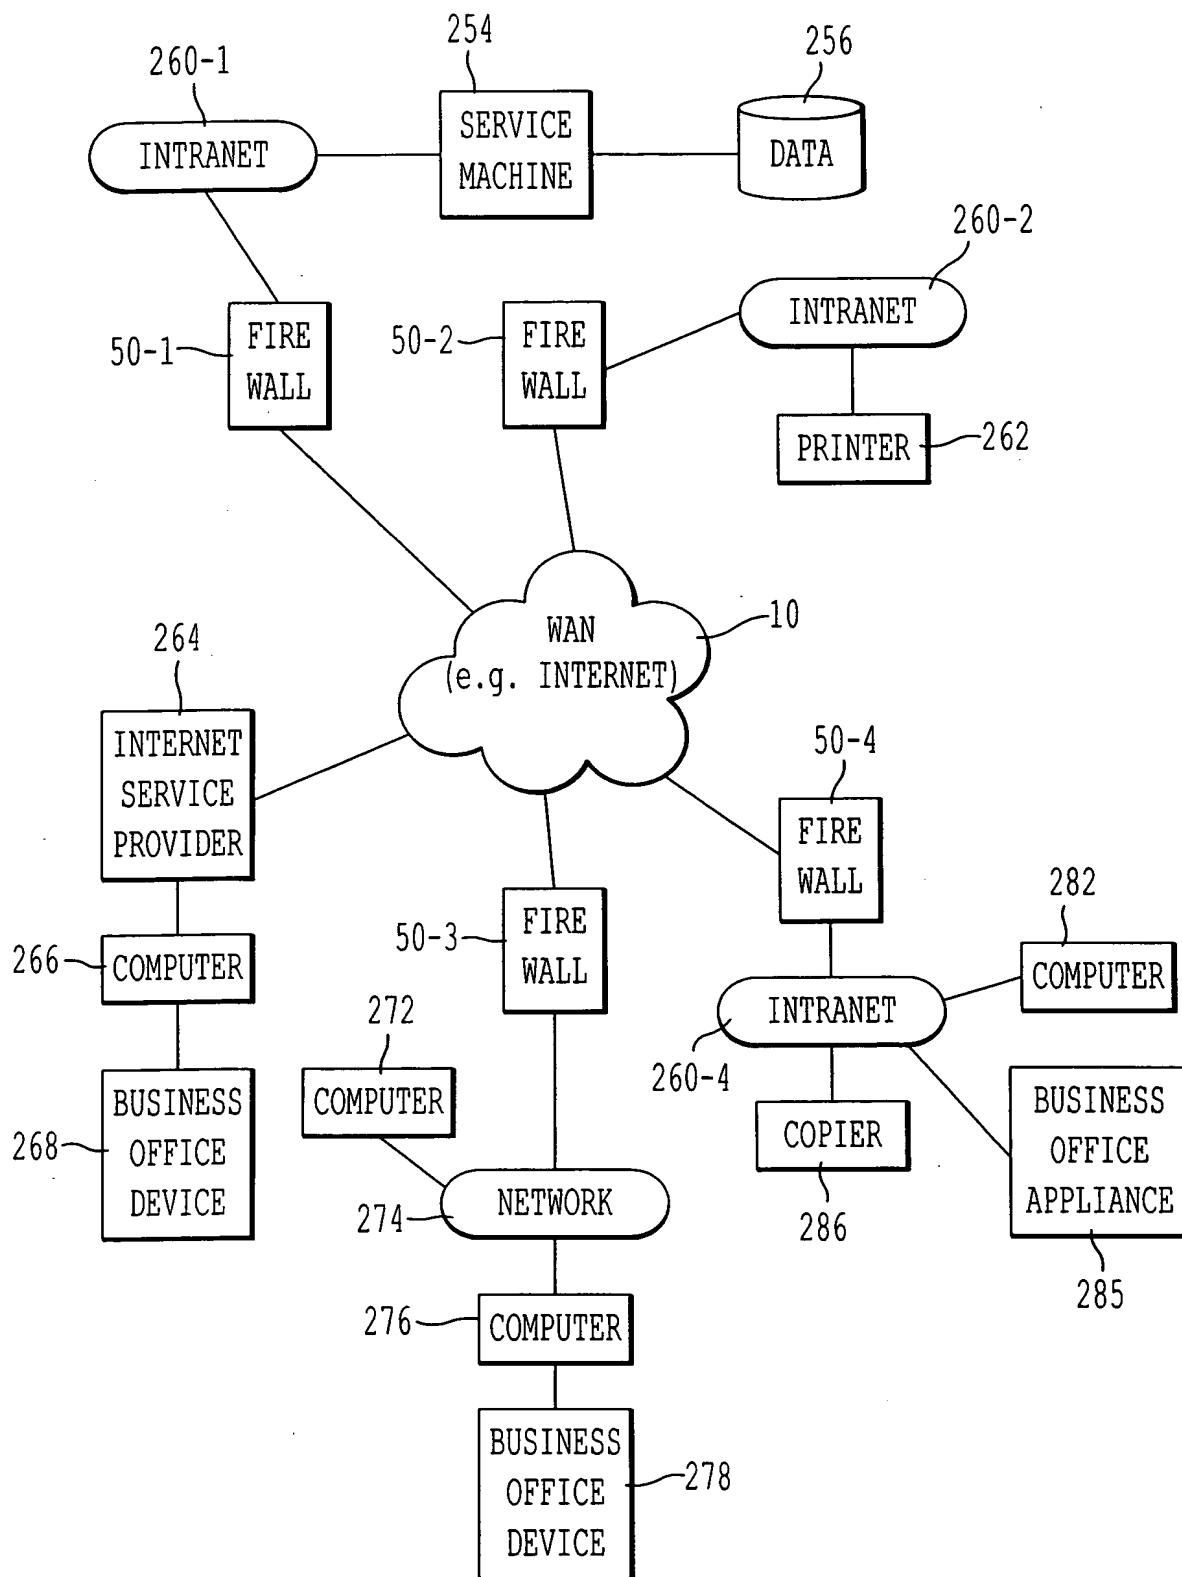 254
256
260-1
SERVICE
MACHINE
INTRANET
DATA
260-2
INTRANET
FIRE
WALL
50-1
FIRE
WALL
50-2
PRINTER
262
10
WAN
(e.g. INTERNET)
264
INTERNET
SERVICE
PROVIDER
50-4
FIRE
WALL
282
FIRE
WALL
50-3
266
COMPUTER
COMPUTER
272
INTRANET
260-4
COMPUTER
BUSINESS
OFFICE
DEVICE
268
COPIER
286
BUSINESS
OFFICE
APPLIANCE
285
NETWORK
274
276
COMPUTER
BUSINESS
OFFICE
DEVICE
278